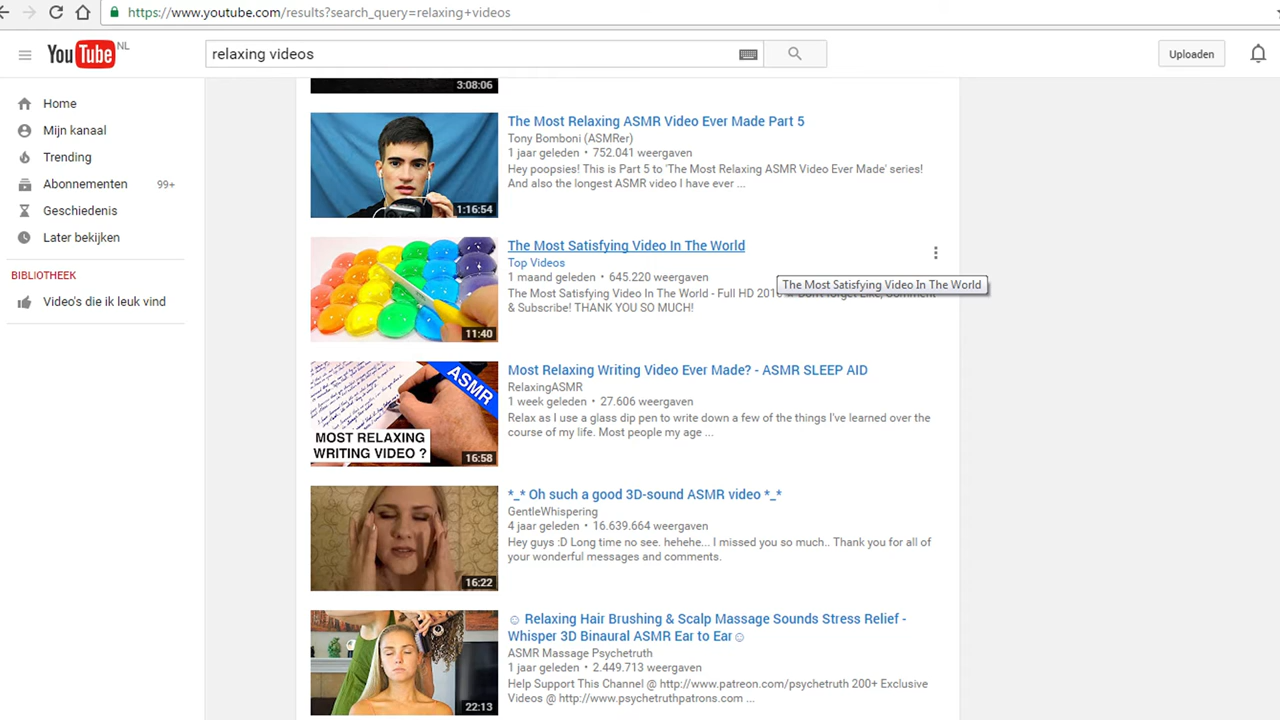 https://www.youtube.com/results?search_query=relaxing+videos
YouTube NL
relaxing videos
Uploaden
Home
Mijn kanaal
Trending
Abonnementen 99+
Geschiedenis
Later bekijken
BIBLIOTHEEK
Video's die ik leuk vind
3:08:06
The Most Relaxing ASMR Video Ever Made Part 5
Tony Bomboni (ASMRer)
1 jaar geleden • 752.041 weergaven
Hey poopsies! This is Part 5 to 'The Most Relaxing ASMR Video Ever Made' series!
And also the longest ASMR video I have ever ...
1:16:54
The Most Satisfying Video In The World
Top Videos
1 maand geleden • 645.220 weergaven
The Most Satisfying Video In The World
The Most Satisfying Video In The World - Full HD 2016 Don't forget Like, Comment
& Subscribe! THANK YOU SO MUCH!
11:40
Most Relaxing Writing Video Ever Made? - ASMR SLEEP AID
RelaxingASMR
1 week geleden • 27.606 weergaven
Relax as I use a glass dip pen to write down a few of the things I've learned over the
course of my life. Most people my age ...
ASMR
MOST RELAXING
WRITING VIDEO ?
16:58
*_* Oh such a good 3D-sound ASMR video *_*
GentleWhispering
4 jaar geleden • 16.639.664 weergaven
Hey guys :D Long time no see. hehehe... I missed you so much.. Thank you for all of
your wonderful messages and comments.
16:22
☺ Relaxing Hair Brushing & Scalp Massage Sounds Stress Relief -
Whisper 3D Binaural ASMR Ear to Ear☺
ASMR Massage Psychetruth
1 jaar geleden • 2.449.713 weergaven
Help Support This Channel @ http://www.patreon.com/psychetruth 200+ Exclusive
Videos @ http://www.psychetruthpatrons.com ...
22:13